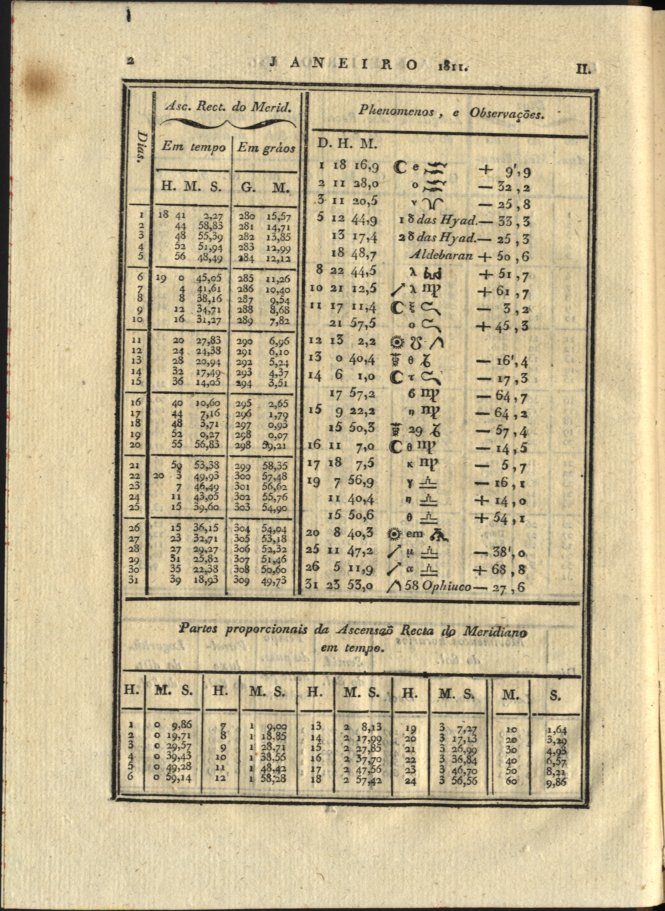 2 JANEIRO 1811. II.
Dias.
Asc. Rect. do Merid.
Em tempo Em gráos
H. M. S. G. M.
1 18 41 2,27 280 15,57
2 44 58,83 281 14,71
3 48 55,39 282 13,85
4 52 51,94 283 12,99
5 56 48,49 284 12,12
6 19 0 45,05 285 11,26
7 4 41,61 286 10,40
8 8 38,16 287 9,54
9 12 34,71 288 8,68
10 16 31,27 289 7,82
11 20 27,83 290 6,96
12 24 24,38 291 6,10
13 28 20,94 292 5,24
14 32 17,49 293 4,37
15 36 14,05 294 3,51
16 40 10,60 295 2,65
17 44 7,16 296 1,79
18 48 3,71 297 0,93
19 52 0,27 298 0,07
20 55 56,83 298 59,21
21 59 53,38 299 58,35
22 20 3 49,93 300 57,48
23 7 46,49 301 56,62
24 11 43,05 302 55,76
25 15 39,60 303 54,90
26 15 36,15 304 54,04
27 23 32,71 305 53,18
28 27 29,27 306 52,32
29 31 25,82 307 51,46
30 35 22,38 308 50,60
31 39 18,93 309 49,73
Phenomenos, e Observações.
D. H. M.
1 18 16,9 ☾ e ♒ + 9',9
2 11 28,0 o ♒ — 32,2
3 11 20,5 ν ♈ — 25,8
5 12 44,9 1 δ das Hyad. — 33,3
13 17,4 2 δ das Hyad. — 25,3
18 48,7 Aldebaran + 50,6
8 22 44,5 λ + 51,7
10 21 12,5 λ ♍ + 61,7
11 17 11,4 ☾ ξ ♌ — 3,2
21 57,5 o ♌ + 45,3
12 13 2,2
13 0 40,4 θ — 16',4
14 6 1,0 ☾ τ ♌ — 17,3
17 57,2 б ♍ — 64,7
15 9 22,2 η ♍ — 64,2
15 50,3 29 — 57,4
16 11 7,0 ☾ θ ♍ — 14,5
17 18 7,5 κ ♍ — 5,7
19 7 56,9 γ ♎ — 16,1
11 40,4 η ♎ + 14,0
15 50,6 θ ♎ + 54,1
20 8 40,3 em
25 11 47,2 μ ♎ — 38',0
26 5 11,9 α ♎ + 68,8
31 23 53,0 58 Ophiuco — 27,6
Partes proporcionais da Ascensaõ Recta do Meridiano
em tempo.
H. M. S. H. M. S. H. M. S. H. M. S. M. S.
1 0 9,86 7 1 9,00 13 2 8,13 19 3 7,27 10 1,64
2 0 19,71 8 1 18,85 14 2 17,99 20 3 17,13 20 3,29
3 0 29,57 9 1 28,71 15 2 27,85 21 3 26,99 30 4,93
4 0 39,43 10 1 38,56 16 2 37,70 22 3 36,84 40 6,57
5 0 49,28 11 1 48,42 17 2 47,56 23 3 46,70 50 8,21
6 0 59,14 12 1 58,28 18 2 57,42 24 3 56,56 60 9,86